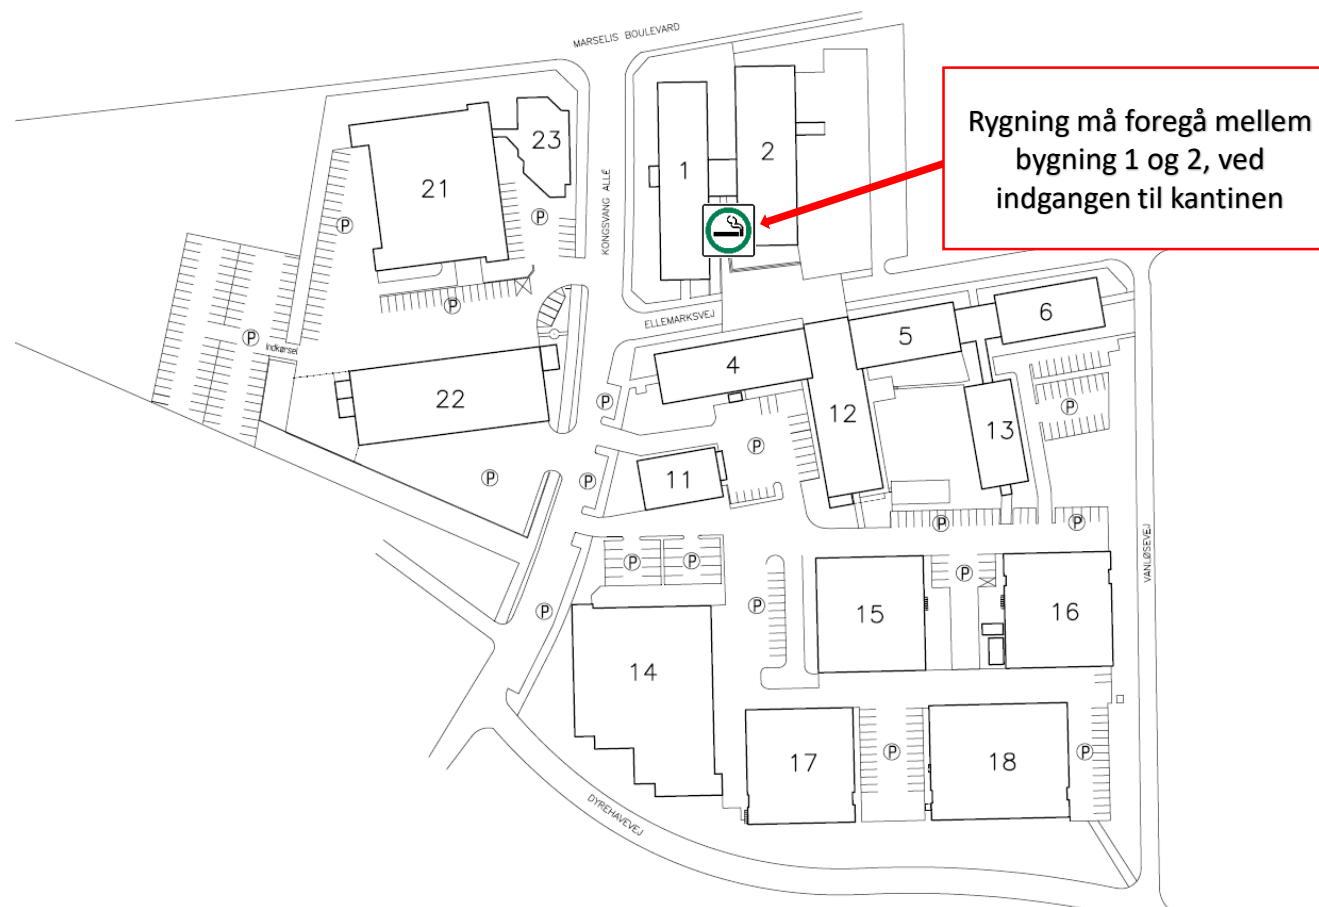 MARSELIS BOULEVARD
Rygning må foregå mellem
bygning 1 og 2, ved
indgangen til kantinen
23
1
2
21
KONGSVANG ALLÉ
P
P
P
ELLEMARKSVEJ
6
5
P
Indkørsel
4
22
P
P
12
13
P
11
P
P
P
P
VANLØSEVEJ
P
P
P
15
16
P
P
14
17
P
18
P
DYREHAVEVEJ